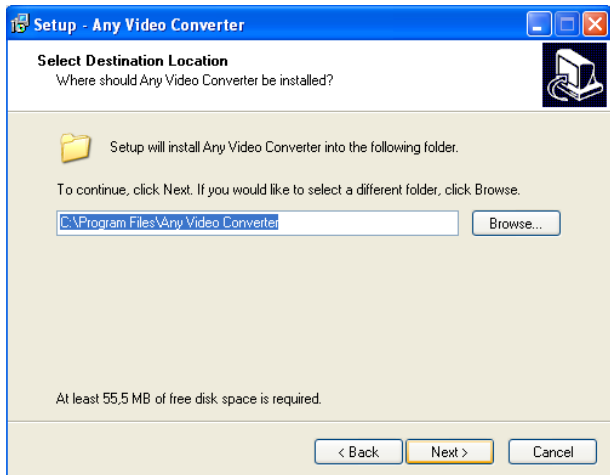 Setup - Any Video Converter
Select Destination Location
Where should Any Video Converter be installed?
Setup will install Any Video Converter into the following folder.
To continue, click Next. If you would like to select a different folder, click Browse.
C:\Program Files\Any Video Converter
Browse...
At least 55,5 MB of free disk space is required.
< Back
Next >
Cancel